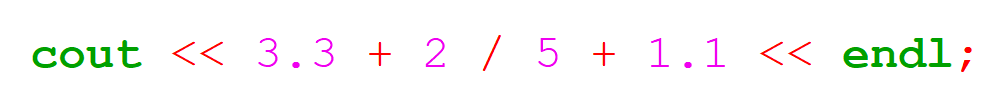 cout << 3.3 + 2 / 5 + 1.1 << endl;